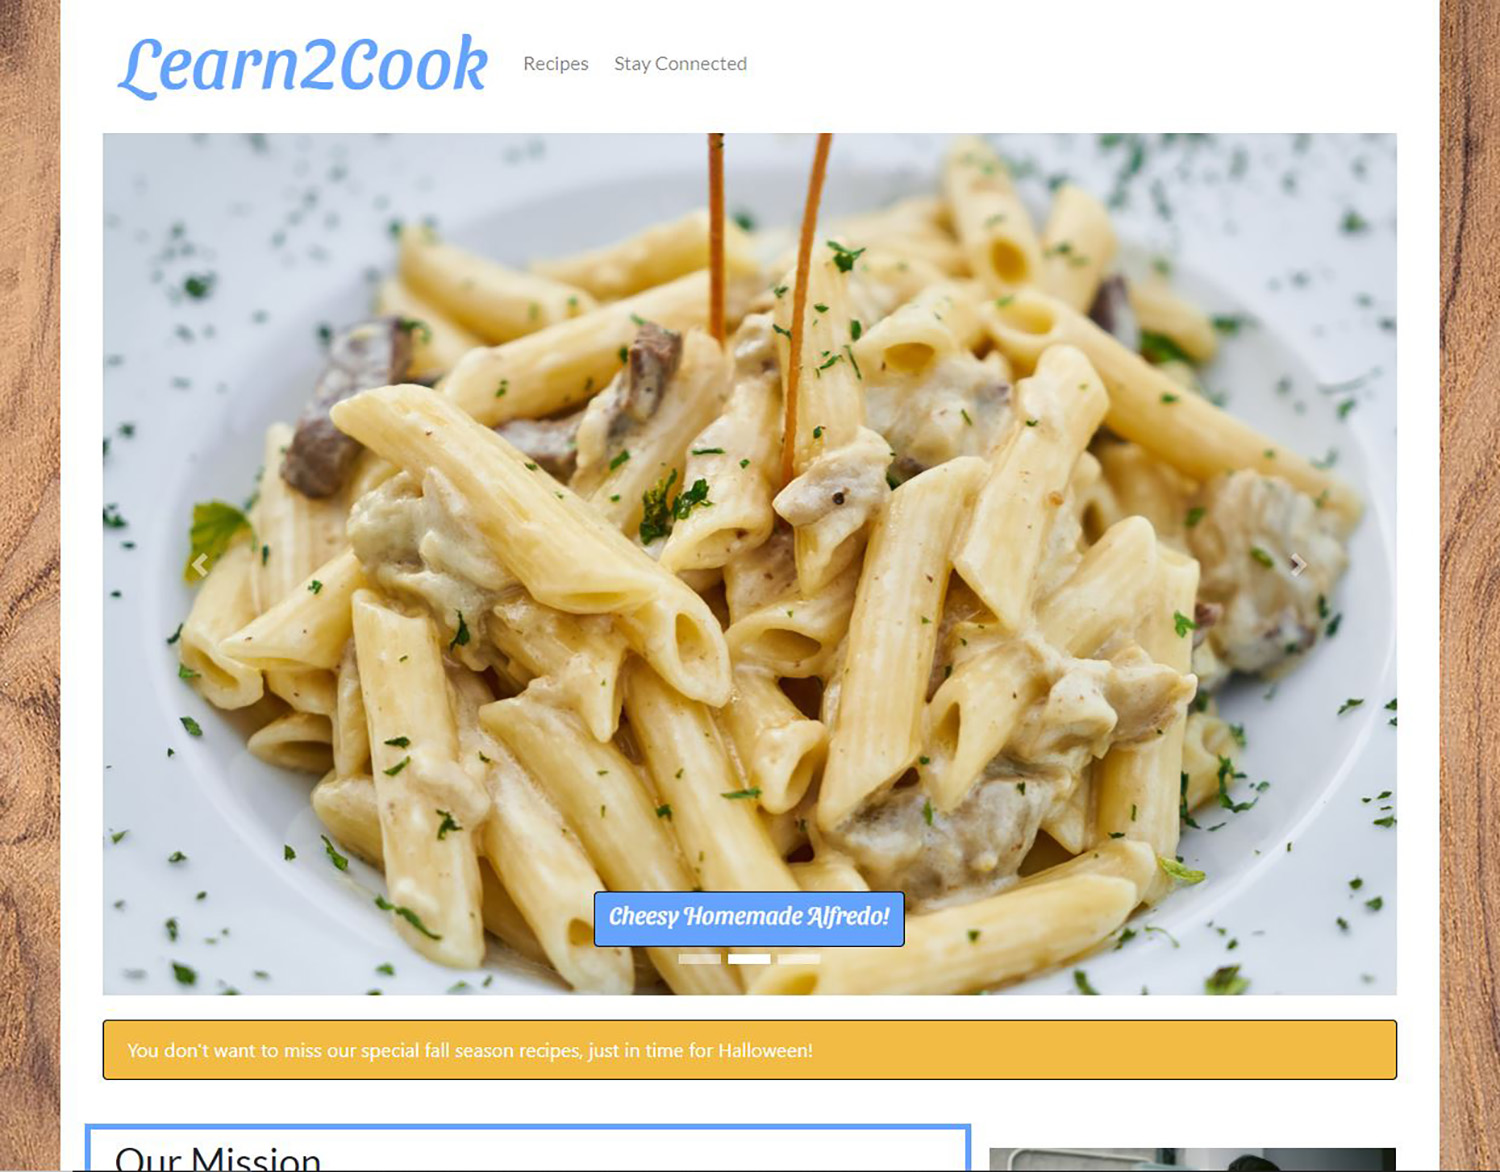 Learn2Cook
Recipes
Stay Connected
Cheesy Homemade Alfredo!
You don't want to miss our special fall season recipes, just in time for Halloween!
Our Mission